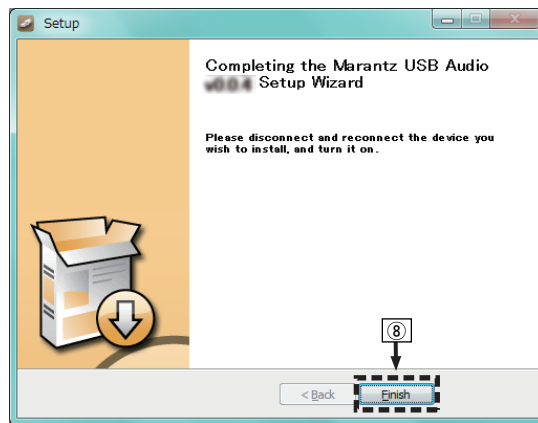 Setup
Completing the Marantz USB Audio
Setup Wizard
Please disconnect and reconnect the device you
wish to install, and turn it on.
⑧
< Back
Finish